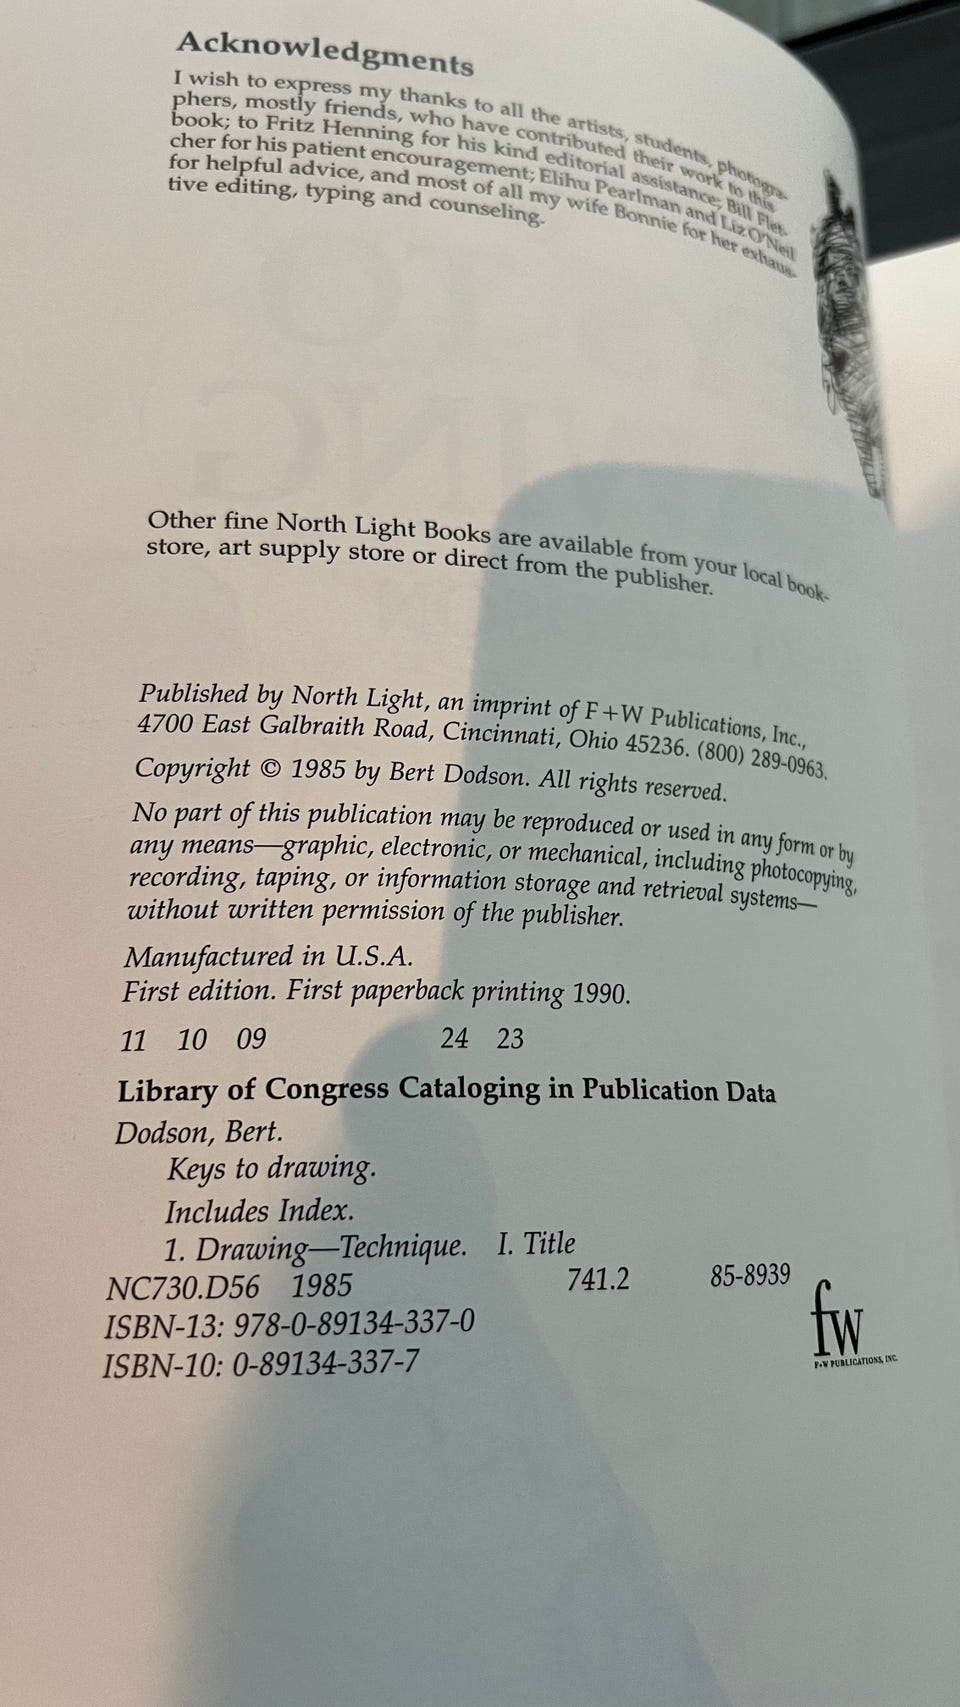 Acknowledgments
I wish to express my thanks to all the artists, students, photogra-
phers, mostly friends, who have contributed their work to this
book; to Fritz Henning for his kind editorial assistance; Bill Flet-
cher for his patient encouragement; Elihu Pearlman and Liz O'Neil
for helpful advice, and most of all my wife Bonnie for her exhaus-
tive editing, typing and counseling.
Other fine North Light Books are available from your local book-
store, art supply store or direct from the publisher.
Published by North Light, an imprint of F+W Publications, Inc.,
4700 East Galbraith Road, Cincinnati, Ohio 45236. (800) 289-0963.
Copyright © 1985 by Bert Dodson. All rights reserved.
No part of this publication may be reproduced or used in any form or by
any means—graphic, electronic, or mechanical, including photocopying,
recording, taping, or information storage and retrieval systems—
without written permission of the publisher.
Manufactured in U.S.A.
First edition. First paperback printing 1990.
11 10 09 24 23
Library of Congress Cataloging in Publication Data
Dodson, Bert.
Keys to drawing.
Includes Index.
1. Drawing—Technique. I. Title
NC730.D56 1985 741.2 85-8939
ISBN-13: 978-0-89134-337-0
ISBN-10: 0-89134-337-7
fw
F+W PUBLICATIONS, INC.